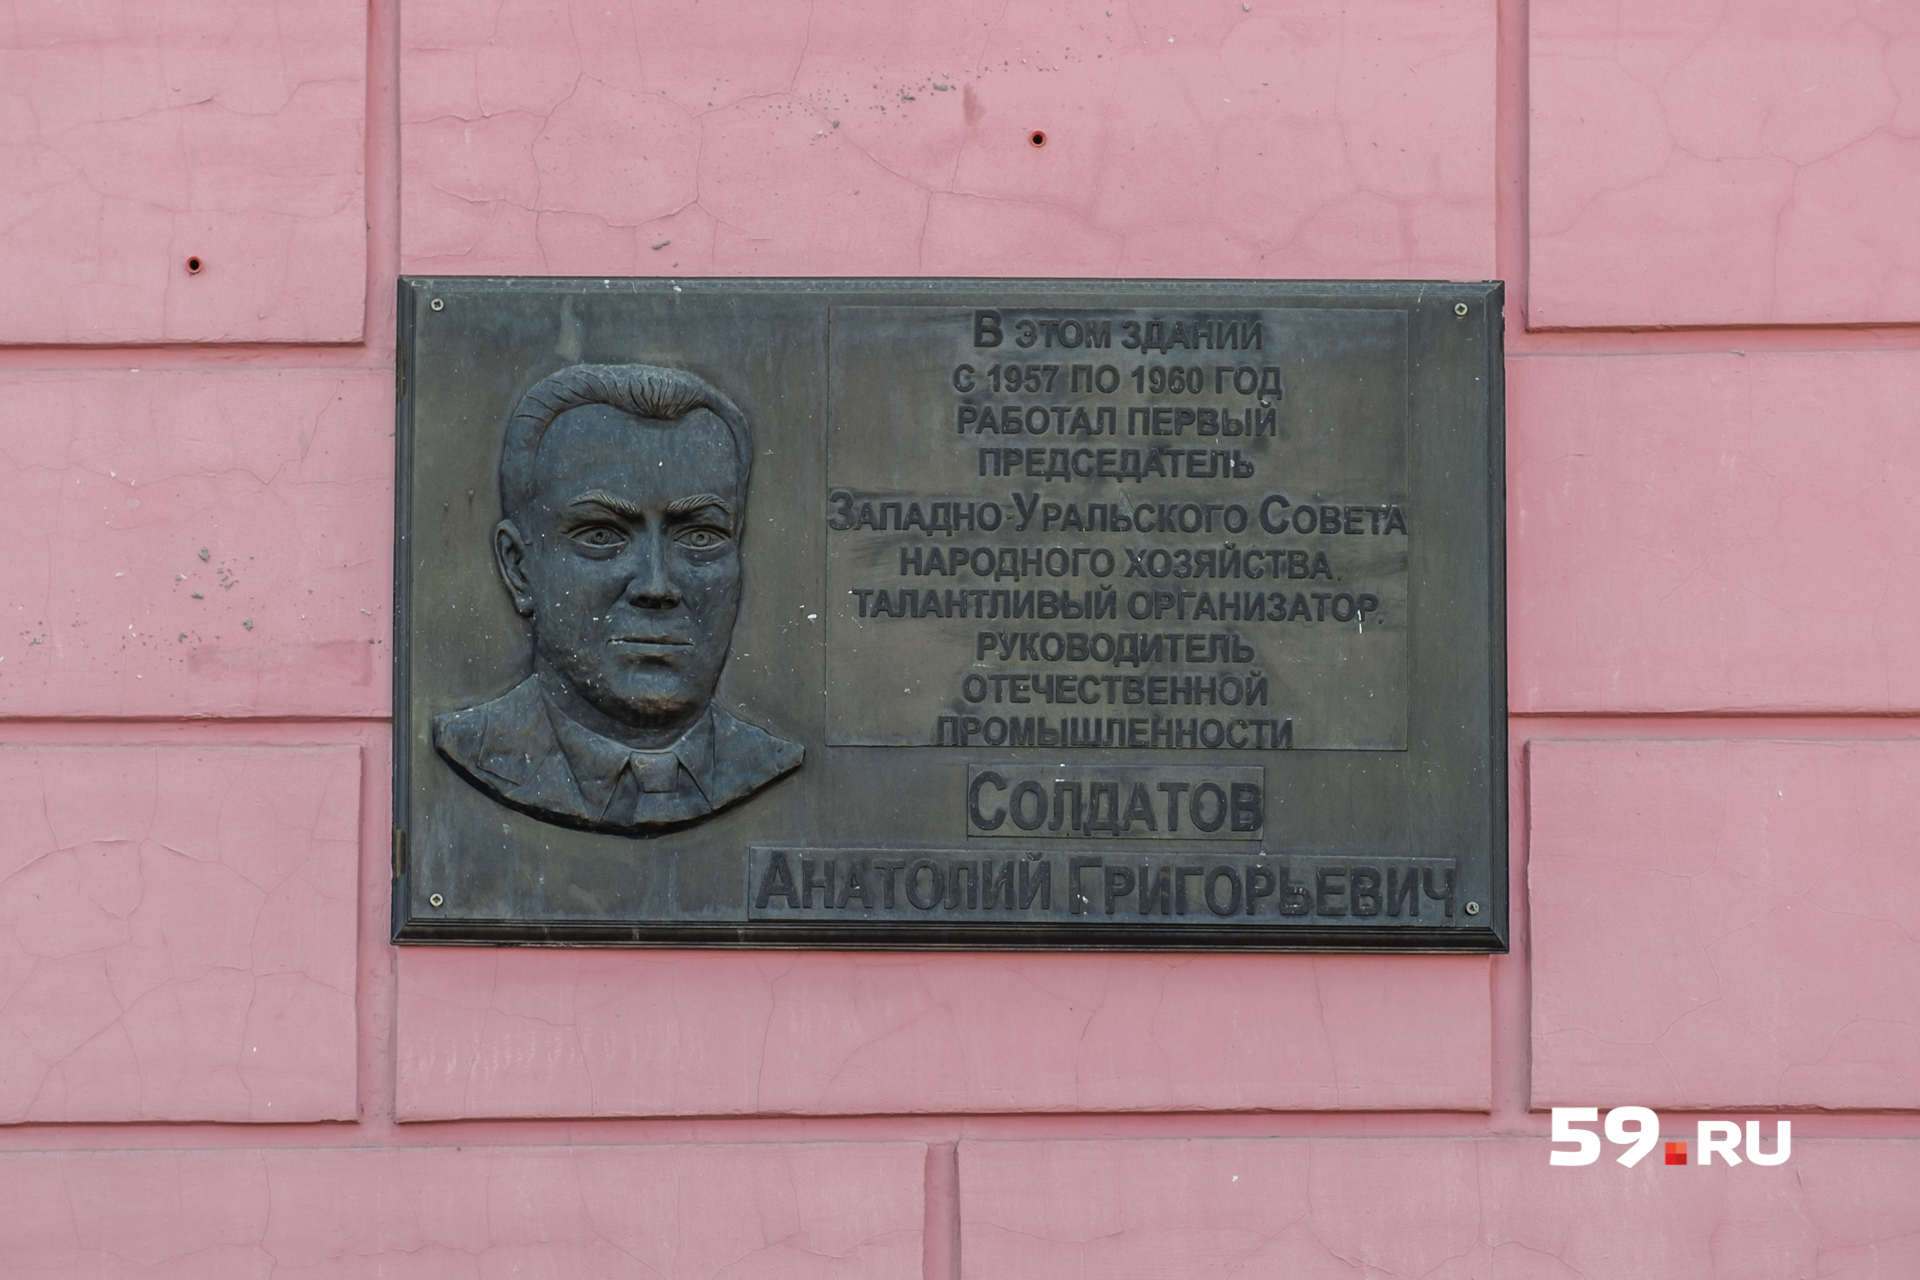 В ЭТОМ ЗДАНИИ
С 1957 ПО 1960 ГОД
РАБОТАЛ ПЕРВЫЙ
ПРЕДСЕДАТЕЛЬ
ЗАПАДНО-УРАЛЬСКОГО СОВЕТА
НАРОДНОГО ХОЗЯЙСТВА,
ТАЛАНТЛИВЫЙ ОРГАНИЗАТОР,
РУКОВОДИТЕЛЬ
ОТЕЧЕСТВЕННОЙ
ПРОМЫШЛЕННОСТИ
СОЛДАТОВ
АНАТОЛИЙ ГРИГОРЬЕВИЧ
59.RU